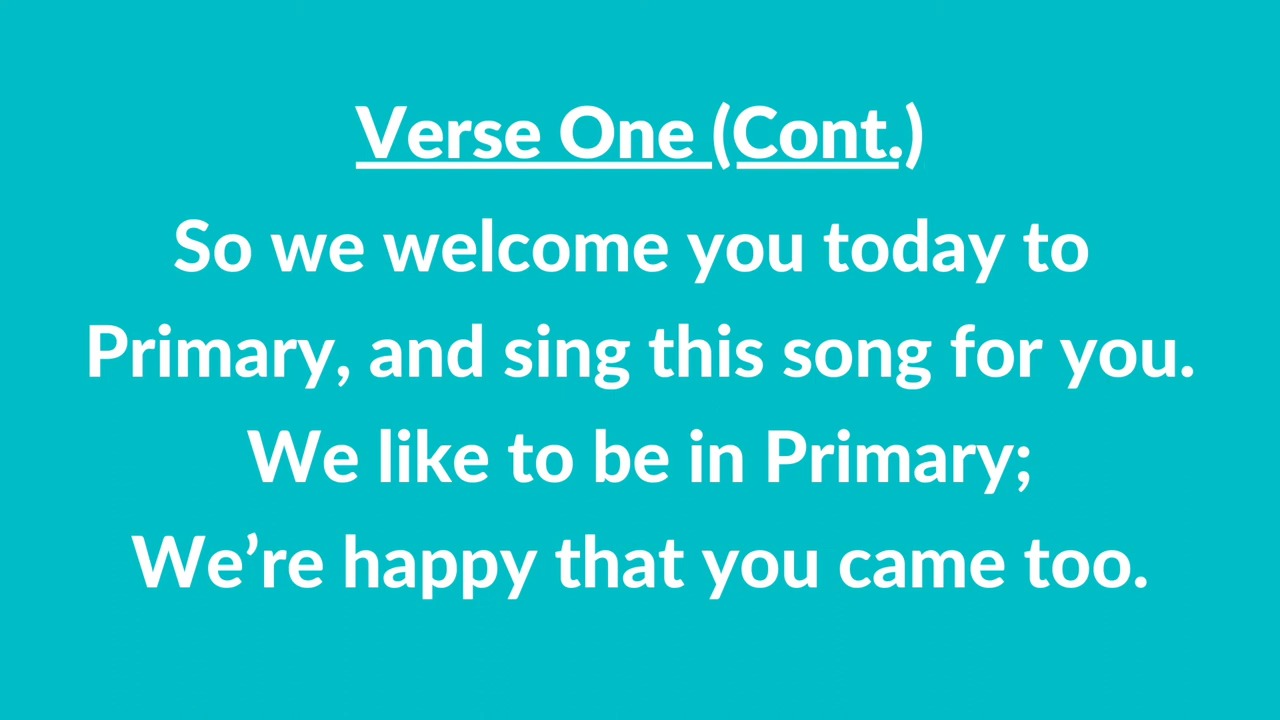 Verse One (Cont.)
So we welcome you today to
Primary, and sing this song for you.
We like to be in Primary;
We’re happy that you came too.